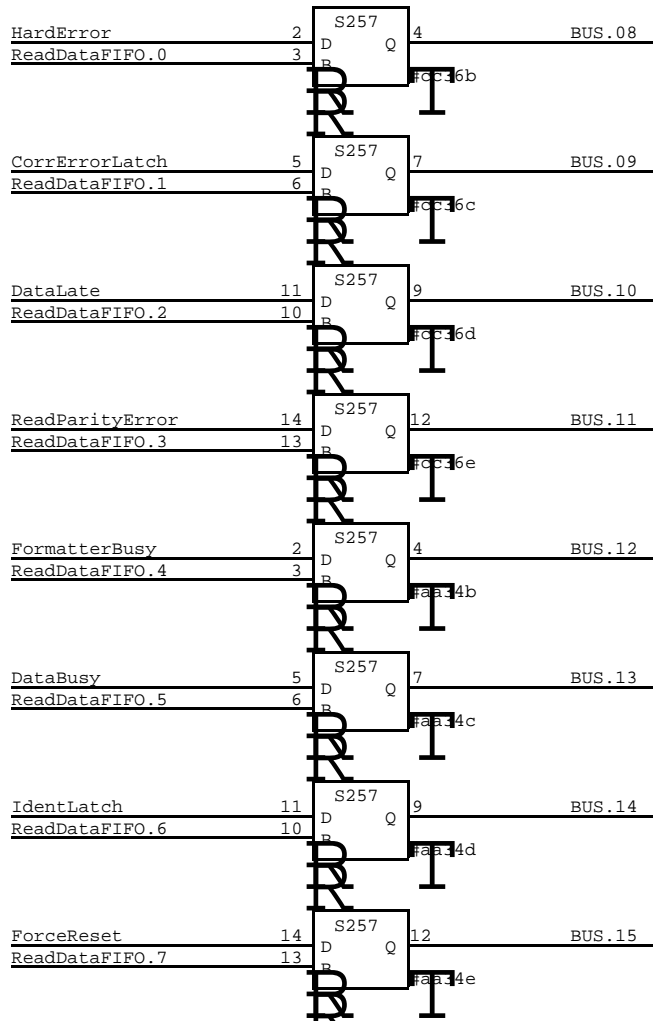 S257
HardError 2 D Q 4 BUS.08
ReadDataFIFO.0 3 B
#cc36b
S257
CorrErrorLatch 5 D Q 7 BUS.09
ReadDataFIFO.1 6 B
#cc36c
S257
DataLate 11 D Q 9 BUS.10
ReadDataFIFO.2 10 B
#cc36d
S257
ReadParityError 14 D Q 12 BUS.11
ReadDataFIFO.3 13 B
#cc36e
S257
FormatterBusy 2 D Q 4 BUS.12
ReadDataFIFO.4 3 B
#aa34b
S257
DataBusy 5 D Q 7 BUS.13
ReadDataFIFO.5 6 B
#aa34c
S257
IdentLatch 11 D Q 9 BUS.14
ReadDataFIFO.6 10 B
#aa34d
S257
ForceReset 14 D Q 12 BUS.15
ReadDataFIFO.7 13 B
#aa34e